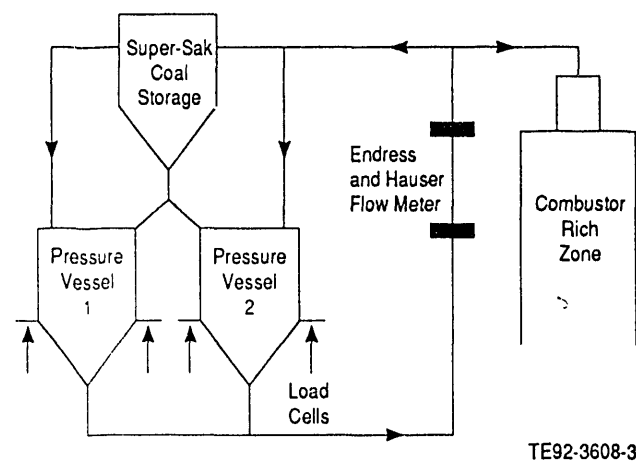 Super-Sak
Coal
Storage
Endress
and Hauser
Flow Meter
Combustor
Rich
Zone
Pressure
Vessel
1
Pressure
Vessel
2
Load
Cells
TE92-3608-3